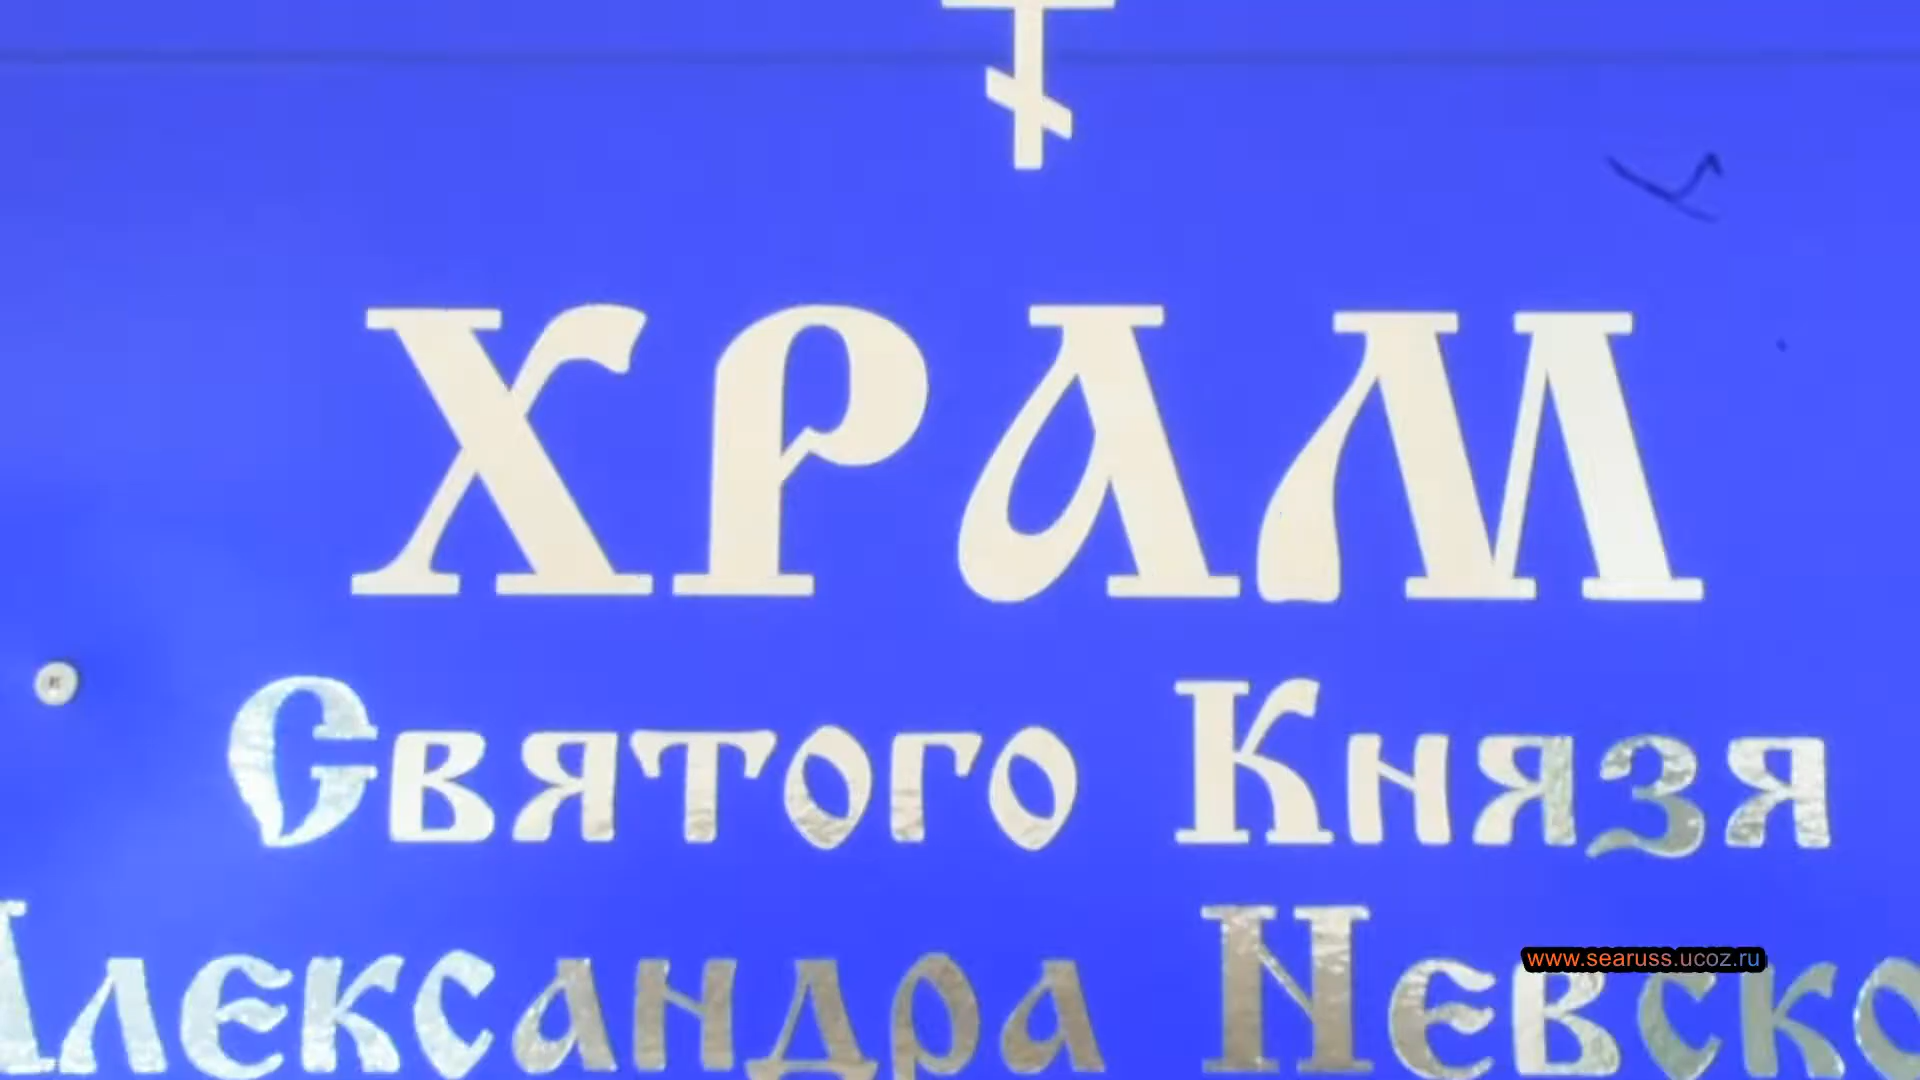 ХРАМ
Святого Князя
Александра Невско
www.searuss.ucoz.ru